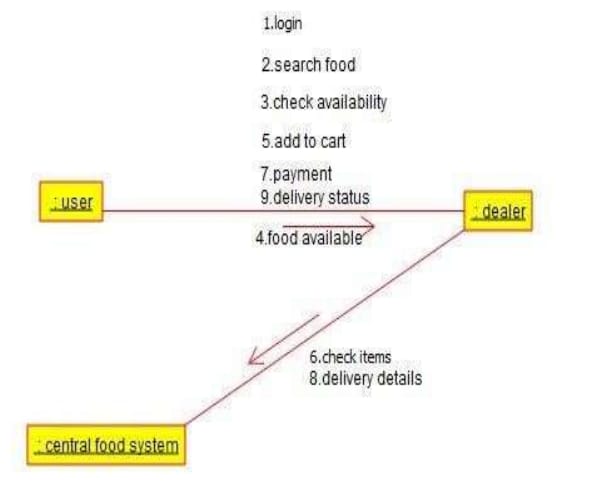 1.login
2.search food
3.check availability
5.add to cart
7.payment
9.delivery status
: user
: dealer
4.food available
6.check items
8.delivery details
: central food system